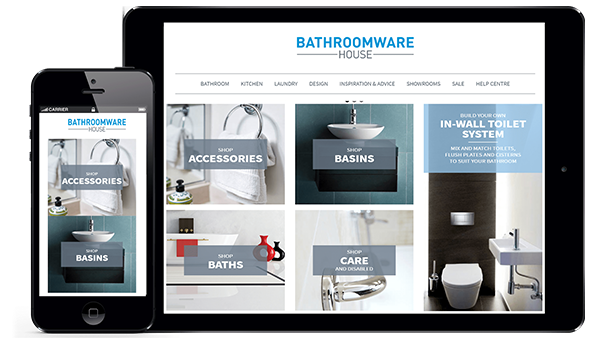 CARRIER
BATHROOMWARE
HOUSE
SHOP
ACCESSORIES
SHOP
BASINS
BATHROOMWARE
HOUSE
BATHROOM KITCHEN LAUNDRY DESIGN INSPIRATION & ADVICE SHOWROOMS SALE HELP CENTRE
SHOP
ACCESSORIES
SHOP
BASINS
BUILD YOUR OWN
IN-WALL TOILET
SYSTEM
MIX AND MATCH TOILETS,
FLUSH PLATES AND CISTERNS
TO SUIT YOUR BATHROOM
SHOP
BATHS
SHOP
CARE
AND DISABLED